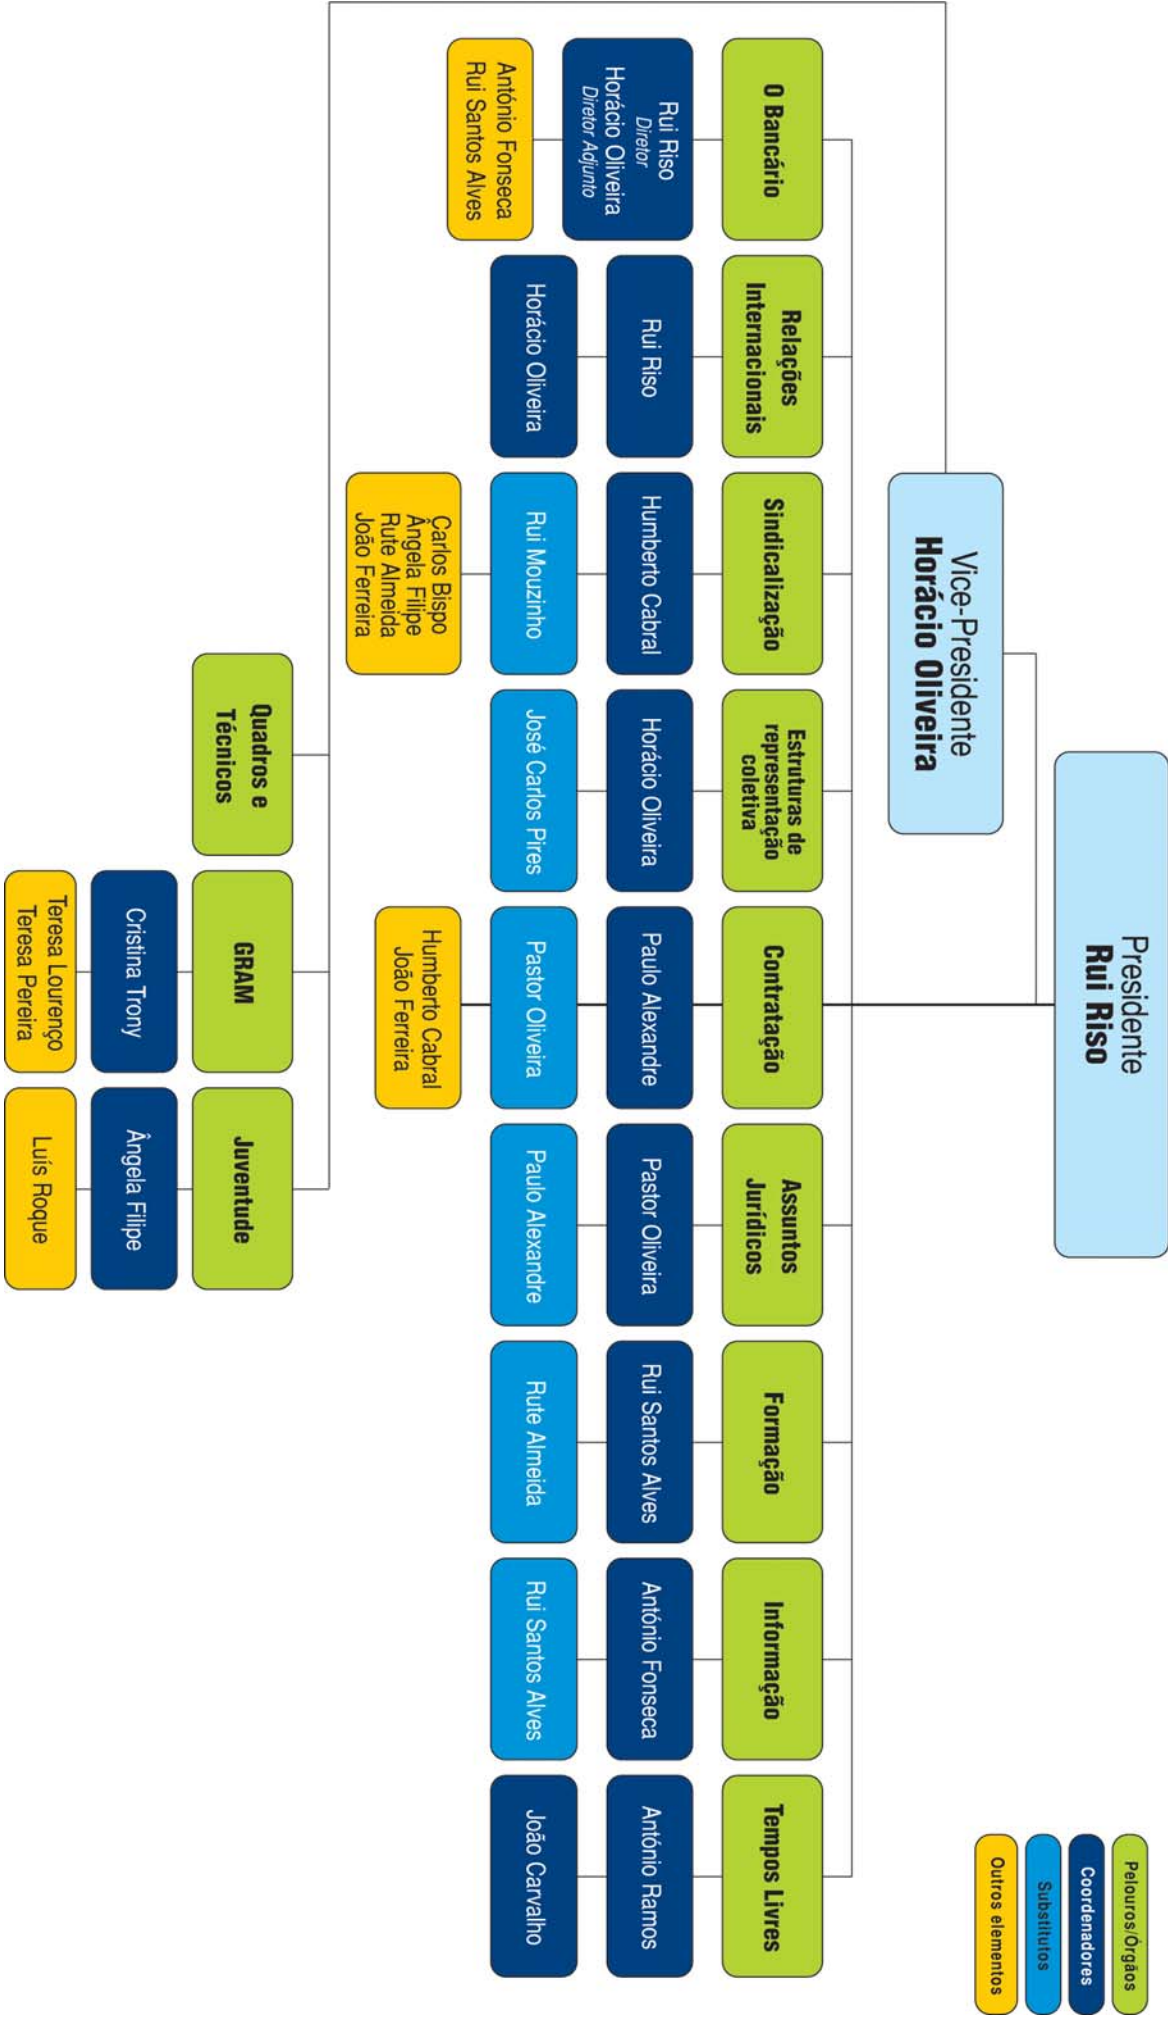 Presidente
Rui Riso
Vice-Presidente
Horácio Oliveira
Pelouros/Órgãos
Coordenadores
Substitutos
Outros elementos
O Bancário
Rui Riso
Diretor
Horácio Oliveira
Diretor Adjunto
António Fonseca
Rui Santos Alves
Relações
Internacionais
Rui Riso
Horácio Oliveira
Sindicalização
Humberto Cabral
Rui Mouzinho
Carlos Bispo
Ângela Filipe
Rute Almeida
João Ferreira
Estruturas de
representação
coletiva
Horácio Oliveira
José Carlos Pires
Contratação
Paulo Alexandre
Pastor Oliveira
Humberto Cabral
João Ferreira
Assuntos
Jurídicos
Pastor Oliveira
Paulo Alexandre
Formação
Rui Santos Alves
Rute Almeida
Informação
António Fonseca
Rui Santos Alves
Tempos Livres
António Ramos
João Carvalho
Quadros e
Técnicos
GRAM
Cristina Trony
Teresa Lourenço
Teresa Pereira
Juventude
Ângela Filipe
Luís Roque